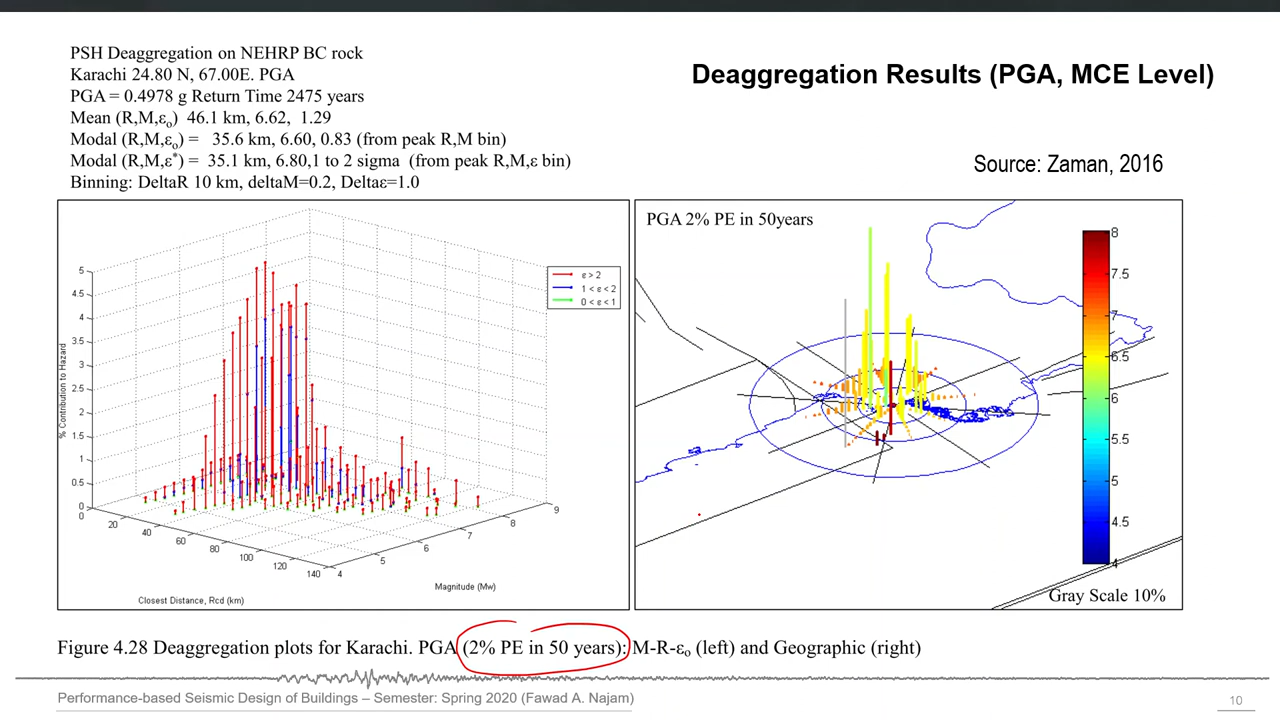 PSH Deaggregation on NEHRP BC rock
Karachi 24.80 N, 67.00E. PGA
PGA = 0.4978 g Return Time 2475 years
Mean (R,M,εₒ) 46.1 km, 6.62, 1.29
Modal (R,M,εₒ) = 35.6 km, 6.60, 0.83 (from peak R,M bin)
Modal (R,M,ε*) = 35.1 km, 6.80,1 to 2 sigma (from peak R,M,ε bin)
Binning: DeltaR 10 km, deltaM=0.2, Deltaε=1.0
Deaggregation Results (PGA, MCE Level)
Source: Zaman, 2016
% Contribution to Hazard
5
4.5
4
3.5
3
2.5
2
1.5
1
0.5
0
0
20
40
60
80
100
120
140
Closest Distance, Rcd (km)
4
5
6
7
8
9
Magnitude (Mw)
ε > 2
1 < ε < 2
0 < ε < 1
PGA 2% PE in 50years
8
7.5
7
6.5
6
5.5
5
4.5
4
Gray Scale 10%
Figure 4.28 Deaggregation plots for Karachi. PGA (2% PE in 50 years): M-R-εₒ (left) and Geographic (right)
Performance-based Seismic Design of Buildings – Semester: Spring 2020 (Fawad A. Najam)
10